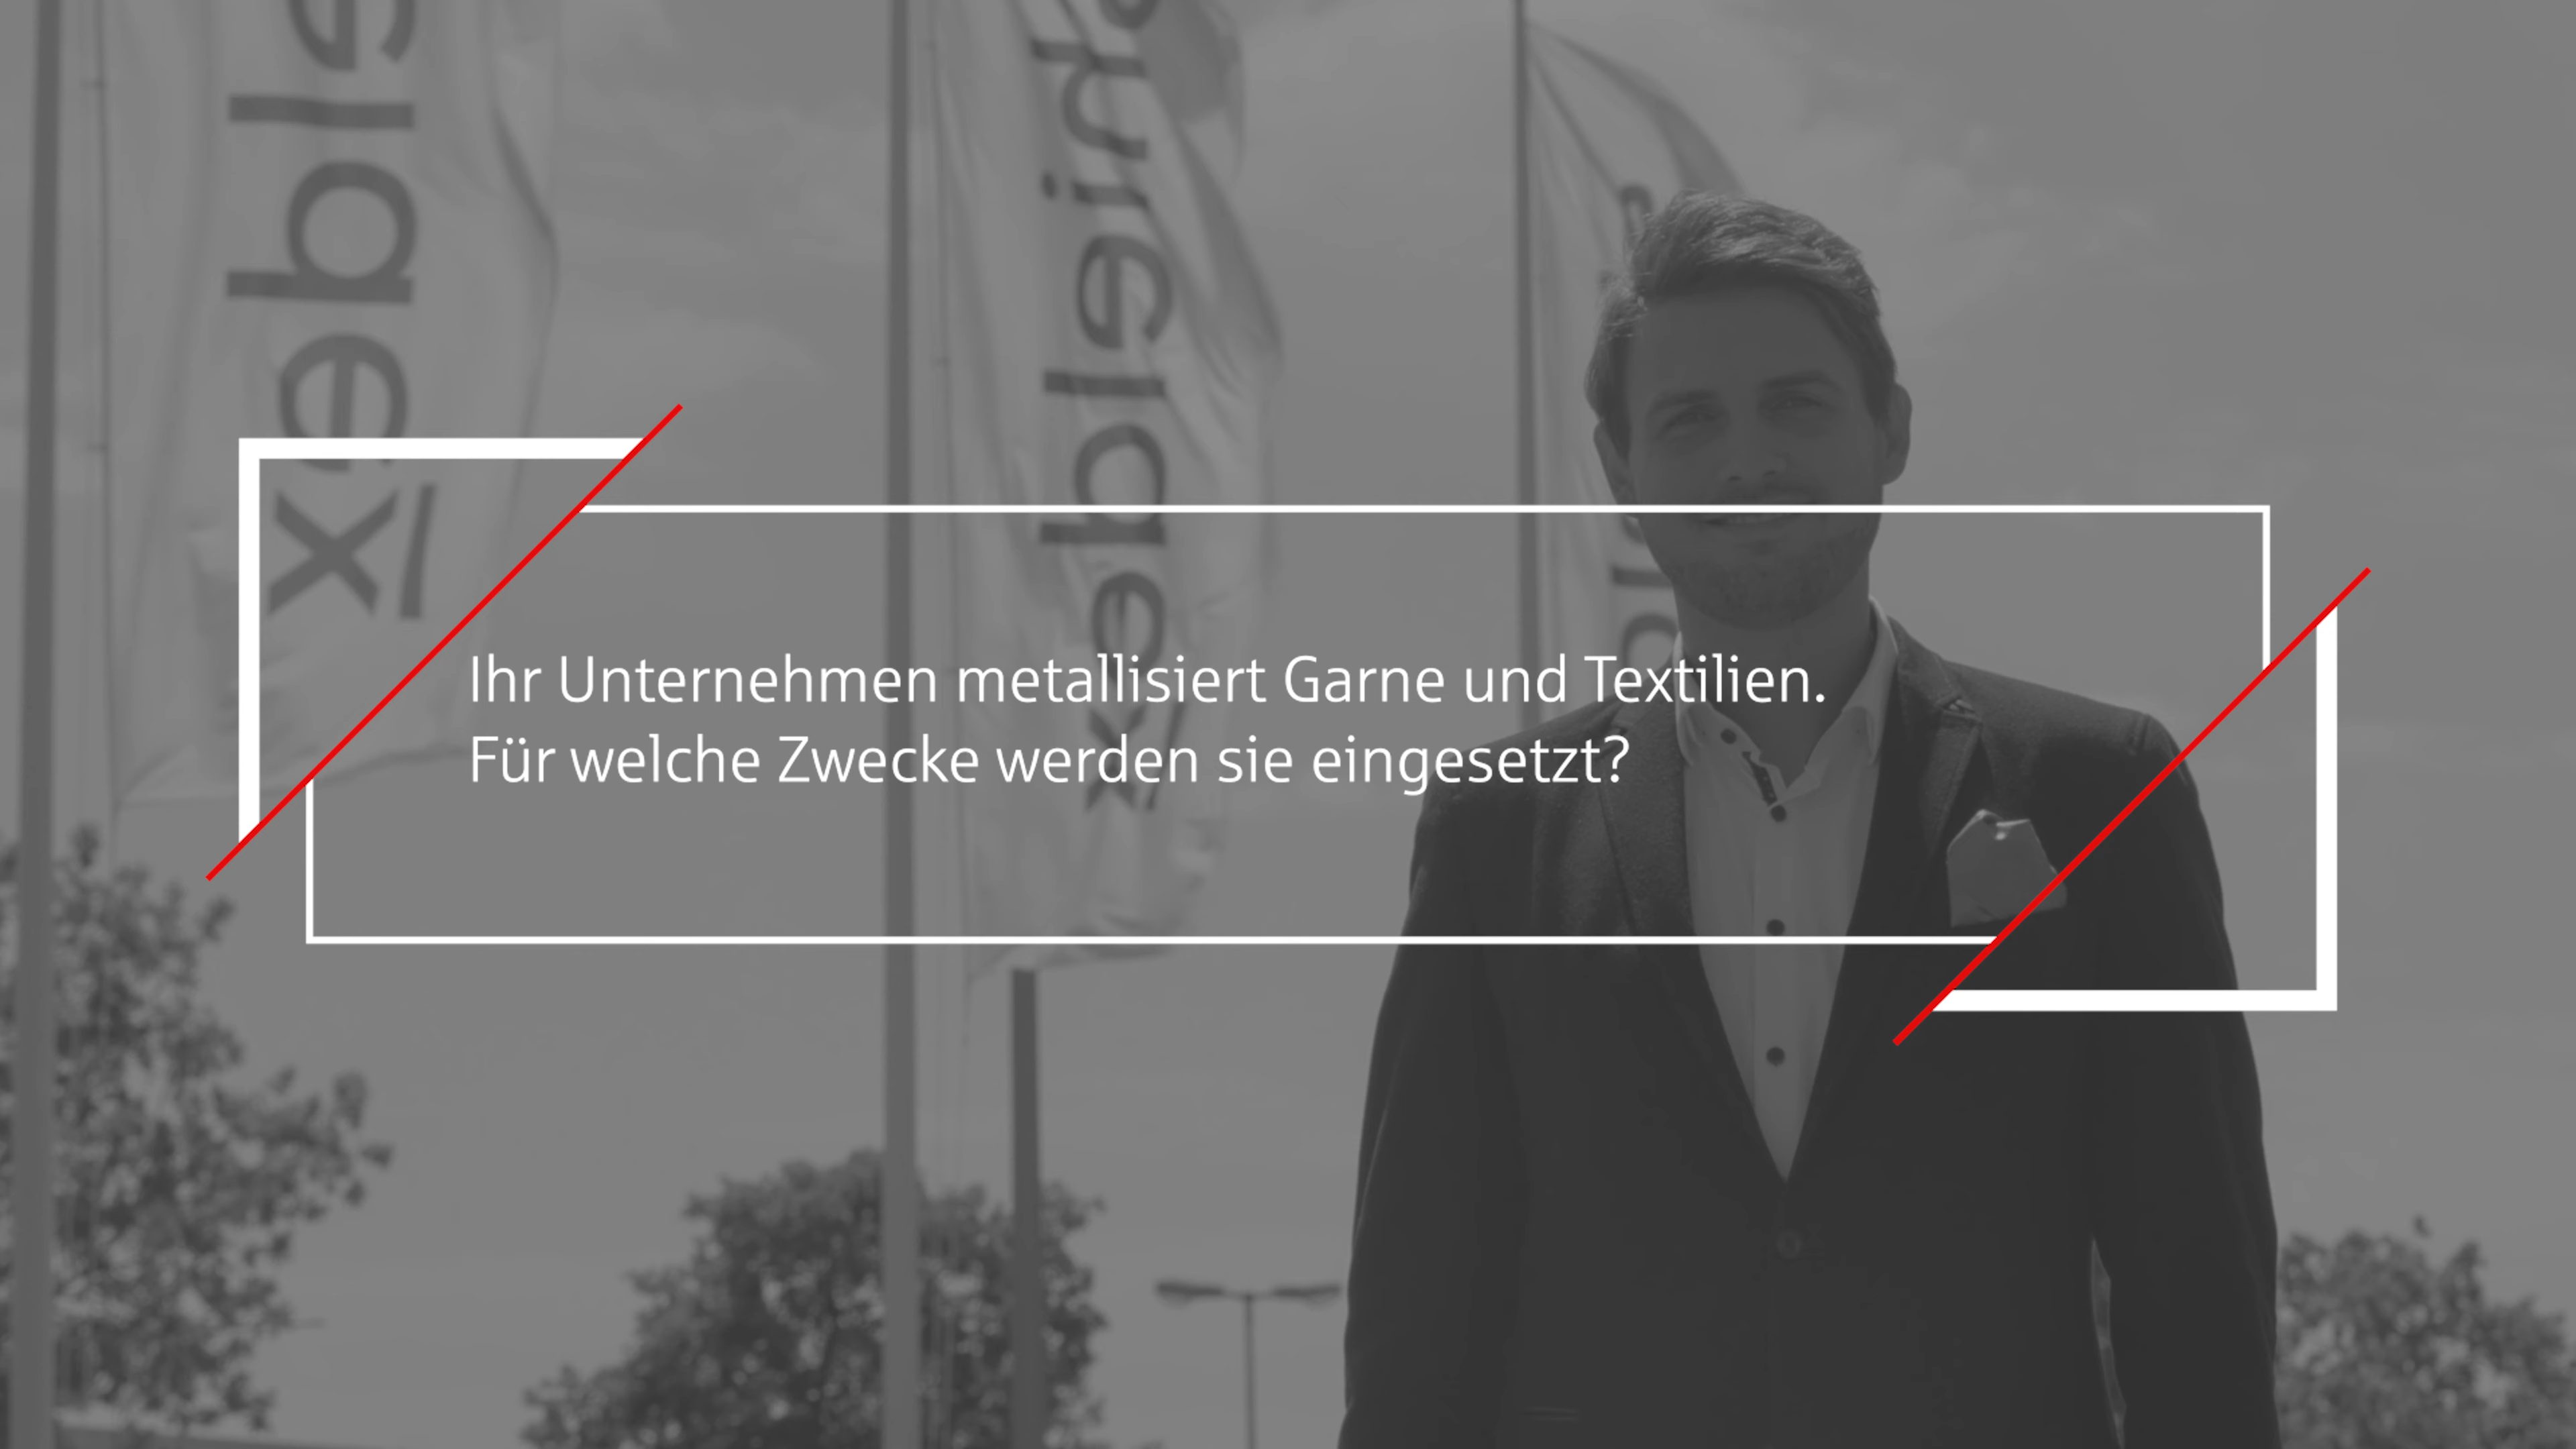 Ihr Unternehmen metallisiert Garne und Textilien.
Für welche Zwecke werden sie eingesetzt?